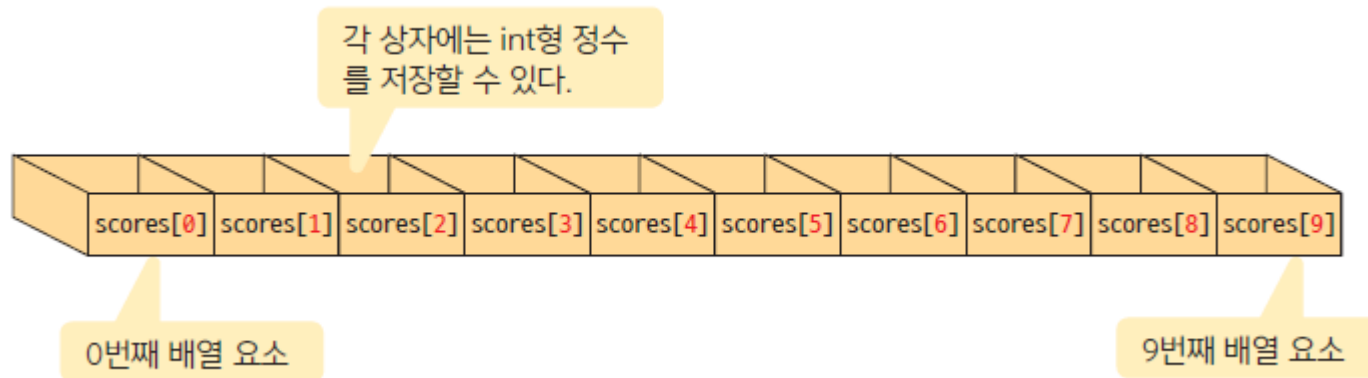 각 상자에는 int형 정수
를 저장할 수 있다.
scores[0] scores[1] scores[2] scores[3] scores[4] scores[5] scores[6] scores[7] scores[8] scores[9]
0번째 배열 요소
9번째 배열 요소